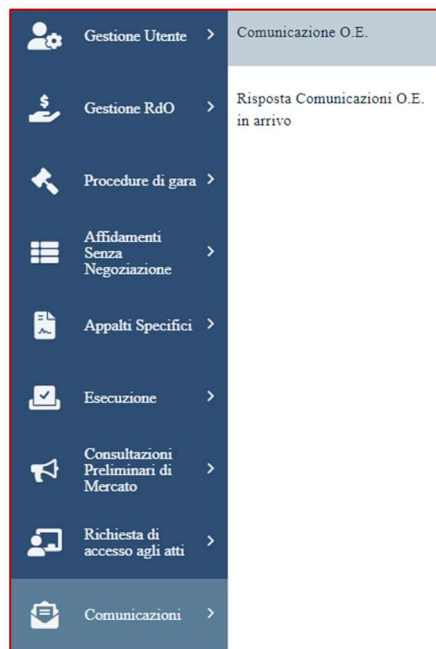 Gestione Utente
Gestione RdO
Procedure di gara
Affidamenti
Senza
Negoziazione
Appalti Specifici
Esecuzione
Consultazioni
Preliminari di
Mercato
Richiesta di
accesso agli atti
Comunicazioni
Comunicazione O.E.
Risposta Comunicazioni O.E.
in arrivo